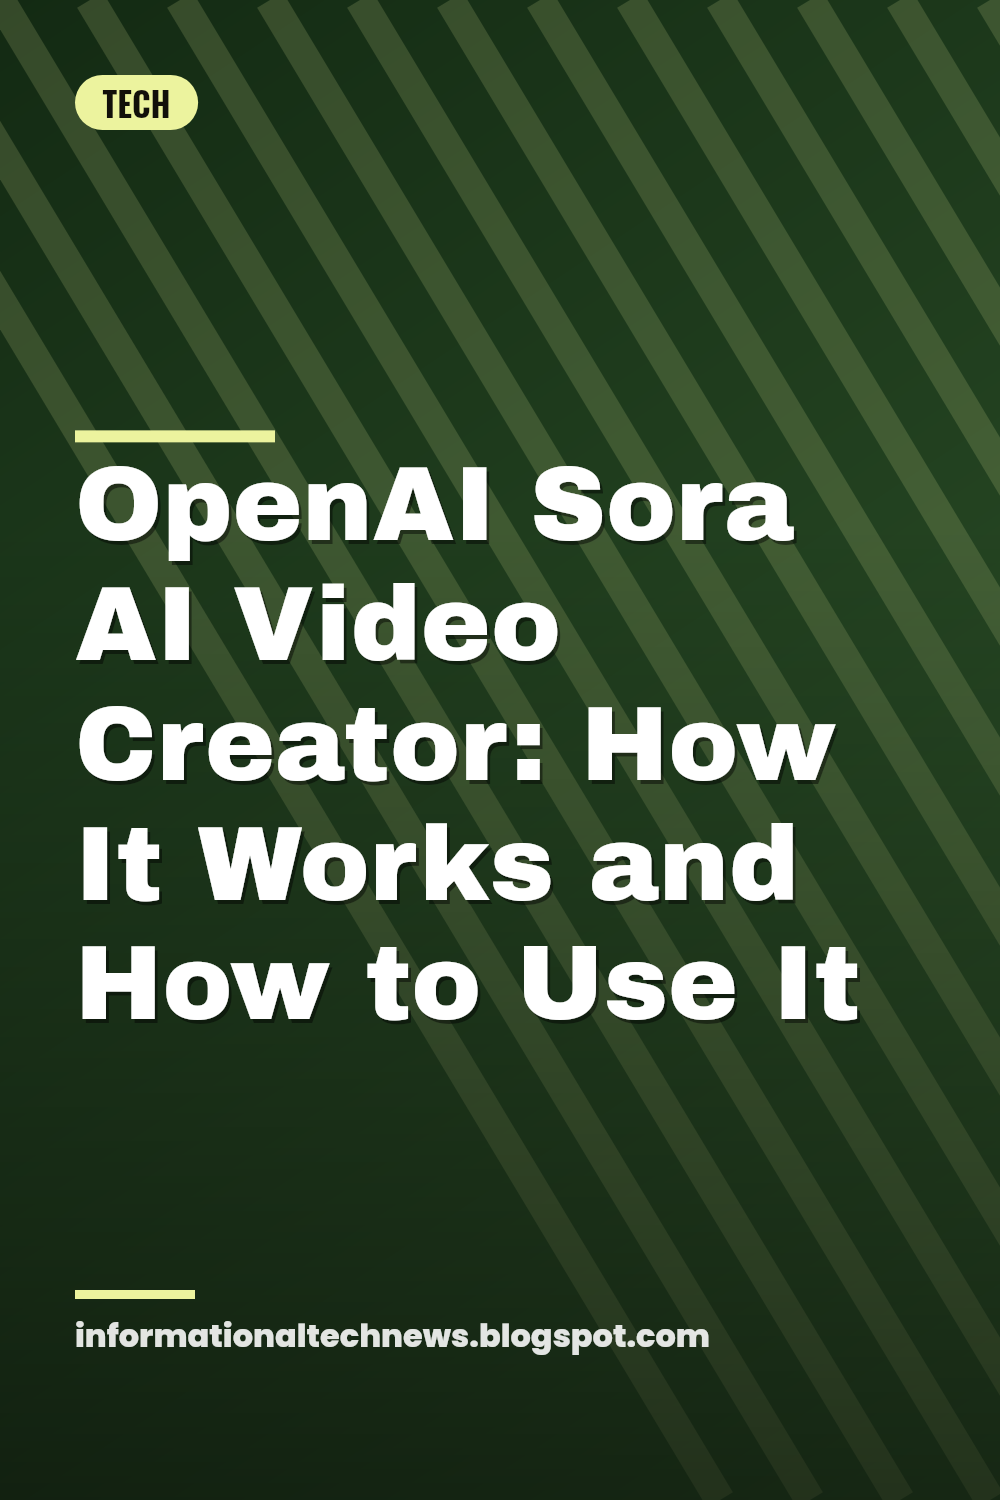 TECH
OpenAI Sora
AI Video
Creator: How
It Works and
How to Use It
informationaltechnews.blogspot.com